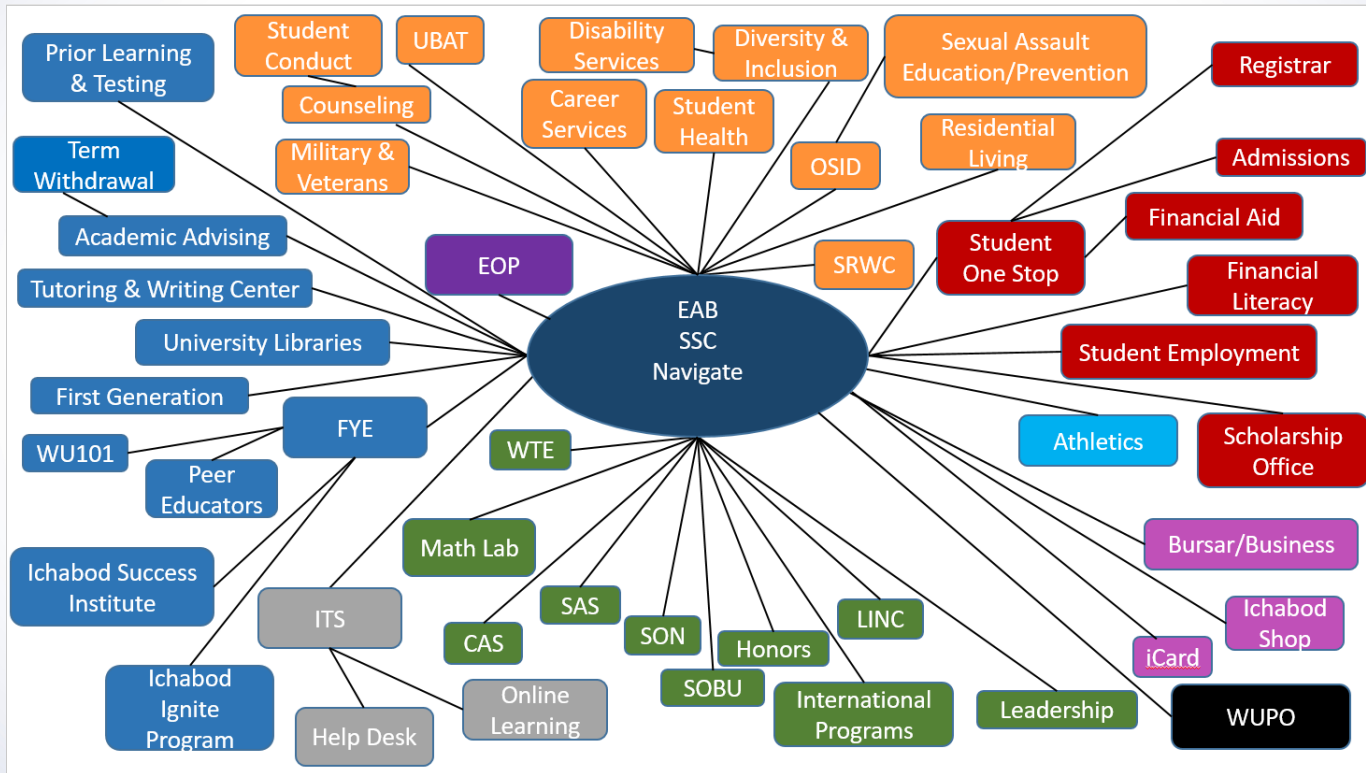 Prior Learning
& Testing
Student
Conduct
UBAT
Disability
Services
Diversity &
Inclusion
Sexual Assault
Education/Prevention
Registrar
Counseling
Career
Services
Student
Health
Residential
Living
Term
Withdrawal
Military &
Veterans
OSID
Admissions
Academic Advising
Student
One Stop
Financial Aid
EOP
SRWC
Tutoring & Writing Center
Financial
Literacy
EAB
SSC
Navigate
University Libraries
Student Employment
First Generation
FYE
WU101
Peer
Educators
WTE
Athletics
Scholarship
Office
Math Lab
Bursar/Business
Ichabod Success
Institute
ITS
CAS
SAS
SON
SOBU
Honors
LINC
International
Programs
Leadership
Ichabod
Shop
iCard
WUPO
Ichabod
Ignite
Program
Help Desk
Online
Learning